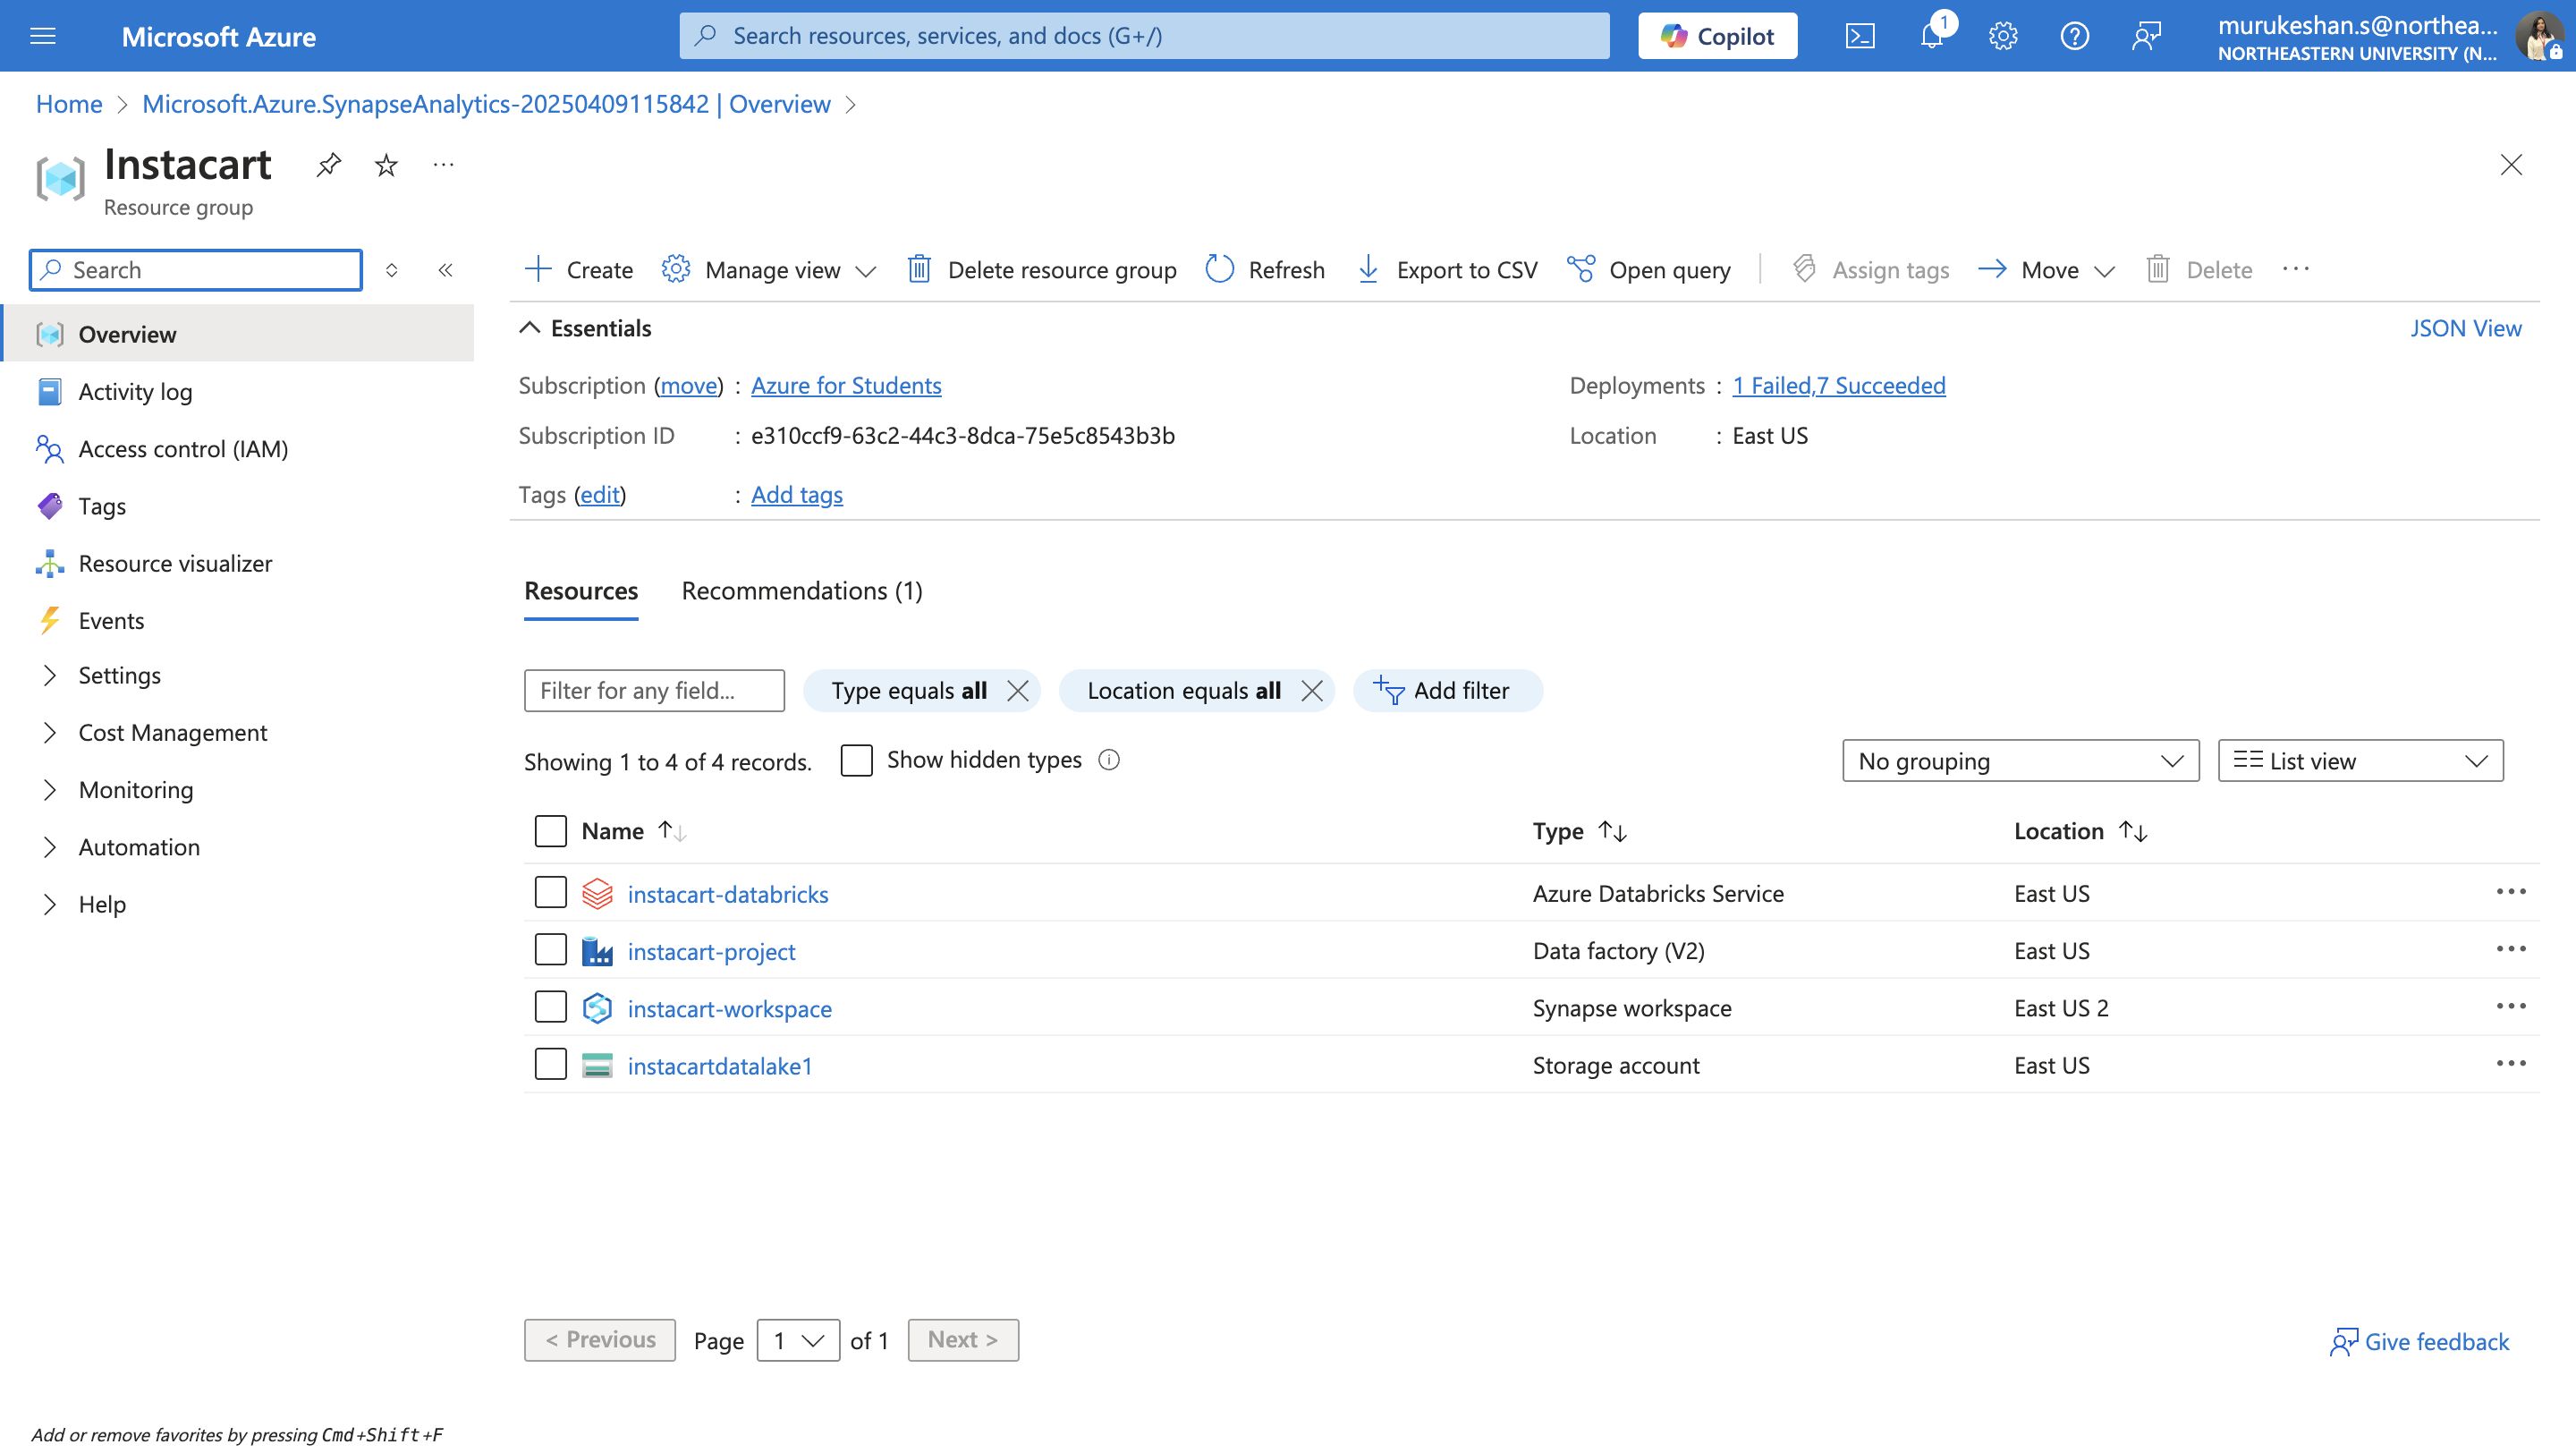 Microsoft Azure
Search resources, services, and docs (G+/)
Copilot
1
murukeshan.s@northea...
NORTHEASTERN UNIVERSITY (N...
Home > Microsoft.Azure.SynapseAnalytics-20250409115842 | Overview >
Instacart
Resource group
Search
Overview
Activity log
Access control (IAM)
Tags
Resource visualizer
Events
Settings
Cost Management
Monitoring
Automation
Help
Create
Manage view
Delete resource group
Refresh
Export to CSV
Open query
Assign tags
Move
Delete
Essentials
JSON View
Subscription (move) : Azure for Students
Deployments : 1 Failed,7 Succeeded
Subscription ID : e310ccf9-63c2-44c3-8dca-75e5c8543b3b
Location : East US
Tags (edit) : Add tags
Resources
Recommendations (1)
Filter for any field...
Type equals all
Location equals all
Add filter
Showing 1 to 4 of 4 records.
Show hidden types
No grouping
List view
Name Type Location
instacart-databricks Azure Databricks Service East US
instacart-project Data factory (V2) East US
instacart-workspace Synapse workspace East US 2
instacartdatalake1 Storage account East US
< Previous Page 1 of 1 Next >
Give feedback
Add or remove favorites by pressing Cmd+Shift+F